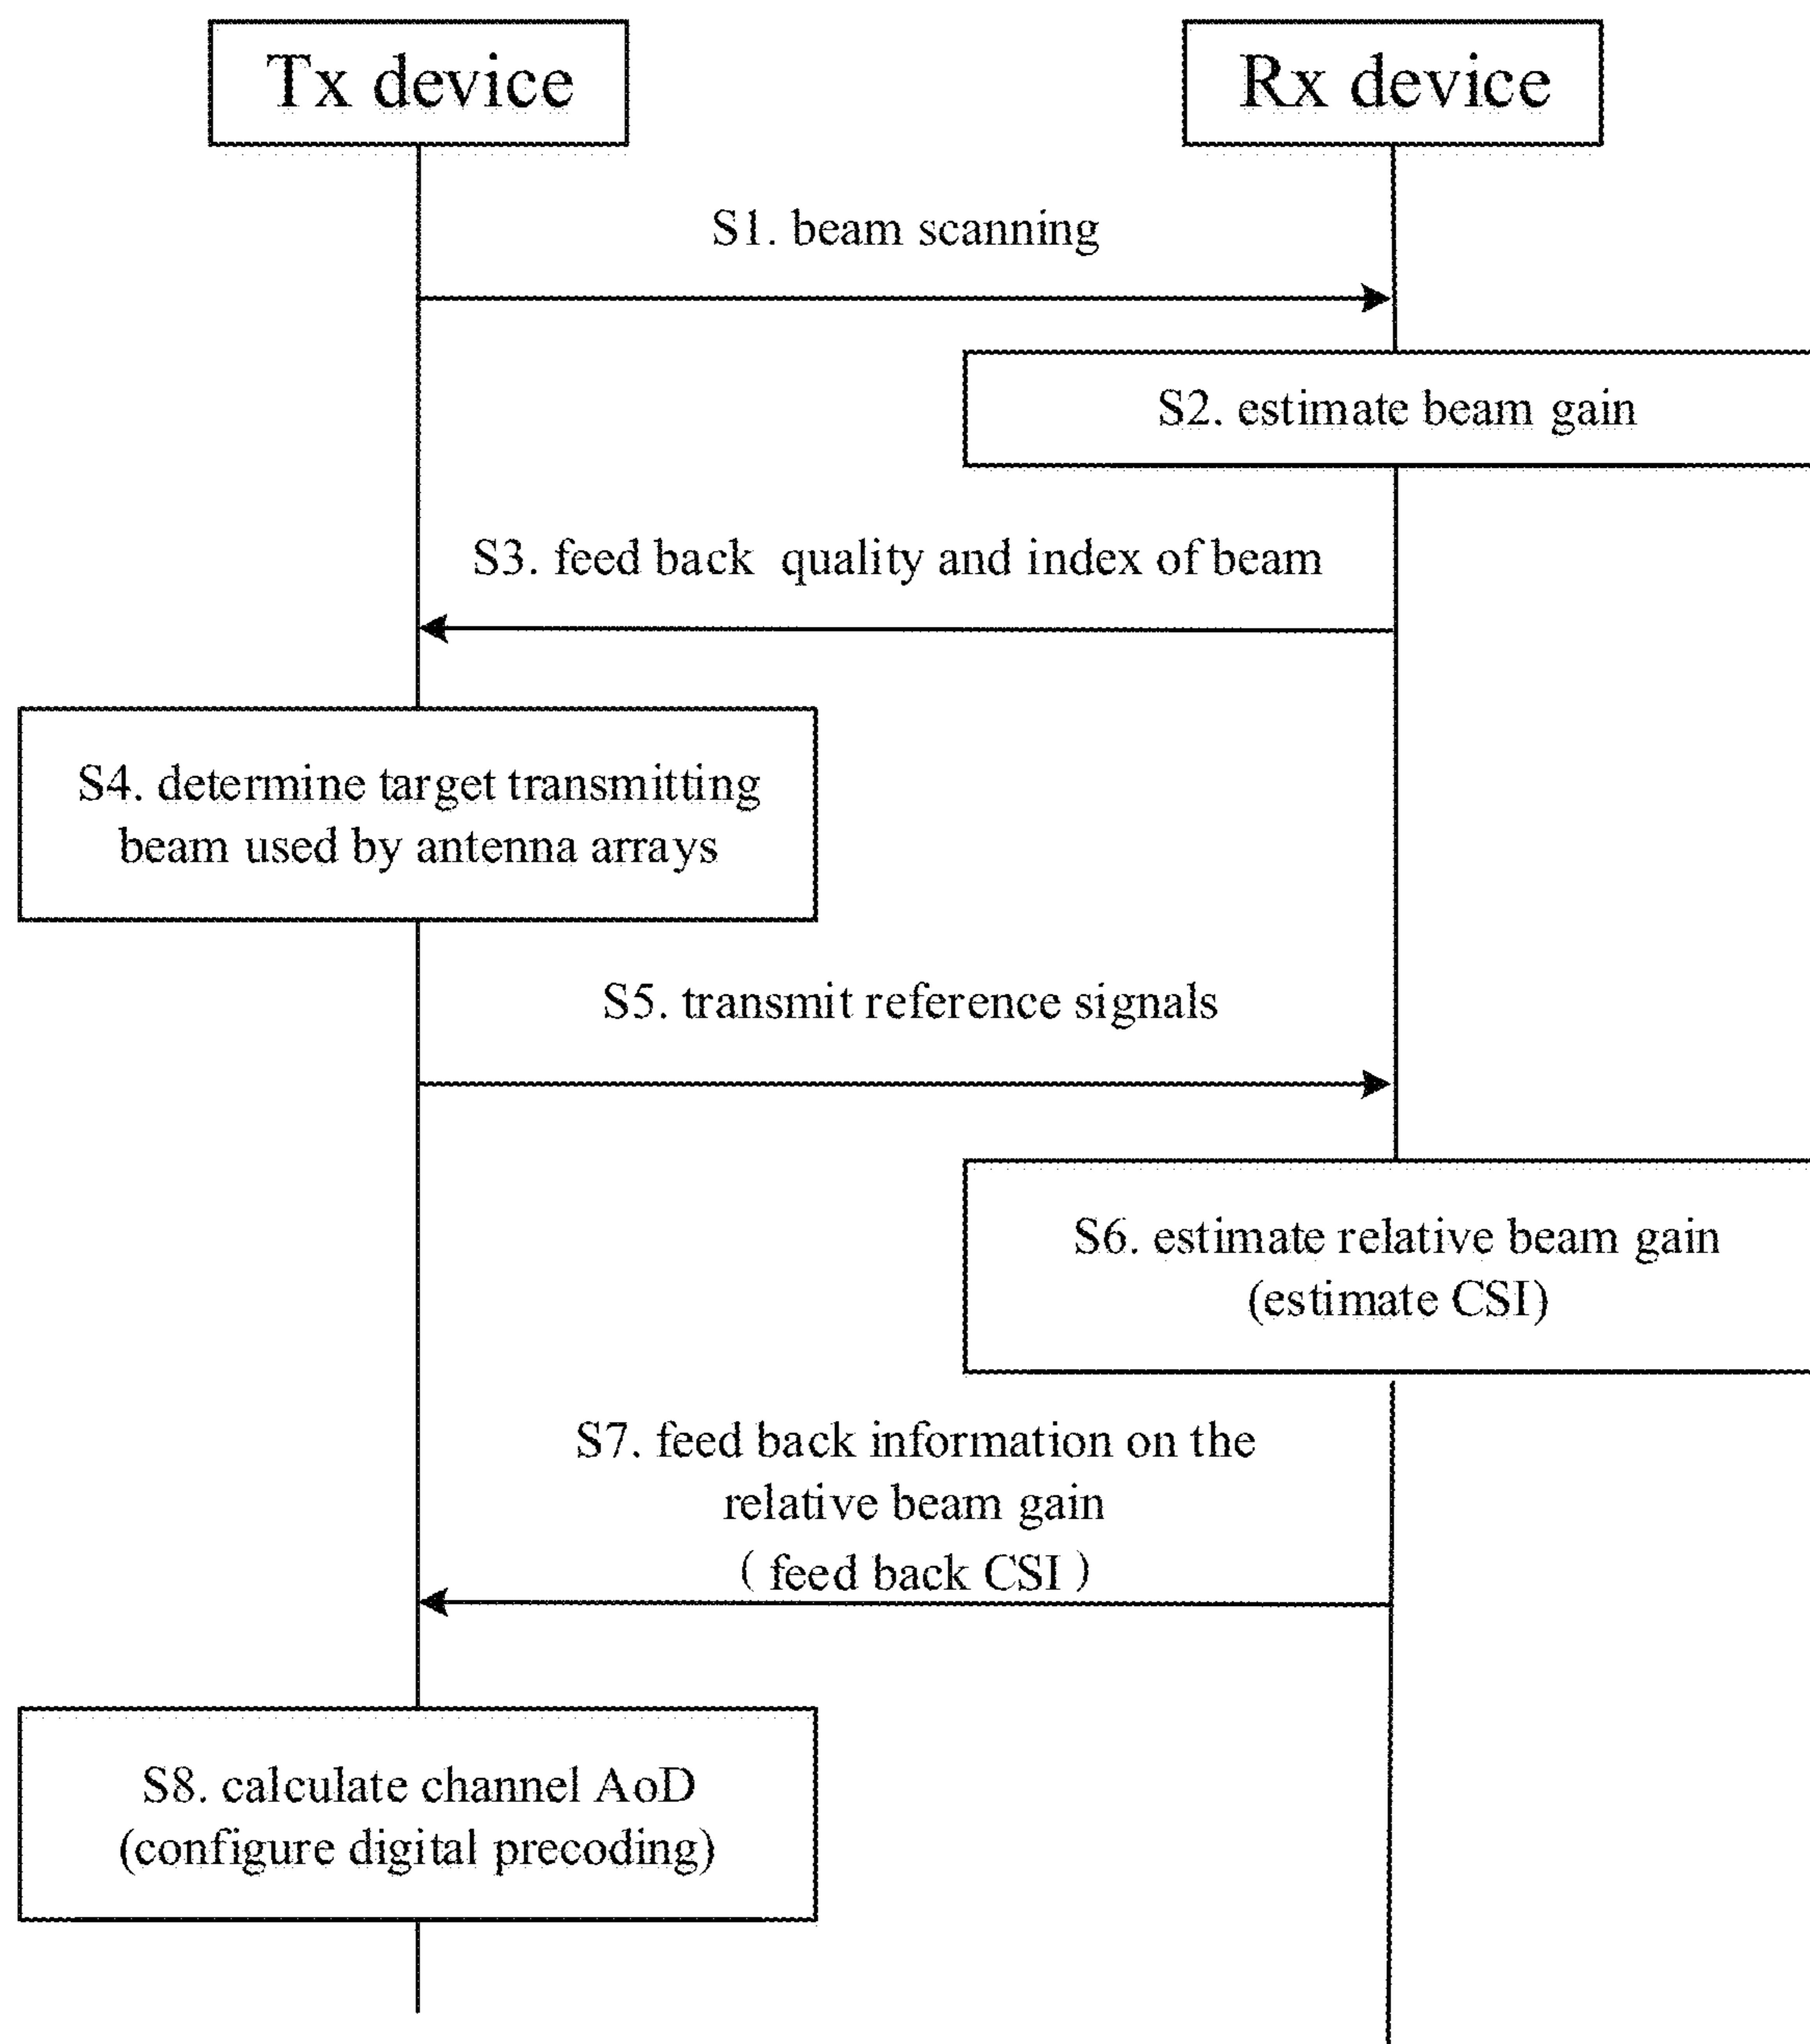 Tx device
Rx device
S1. beam scanning
S2. estimate beam gain
S3. feed back quality and index of beam
S4. determine target transmitting
beam used by antenna arrays
S5. transmit reference signals
S6. estimate relative beam gain
(estimate CSI)
S7. feed back information on the
relative beam gain
( feed back CSI )
S8. calculate channel AoD
(configure digital precoding)